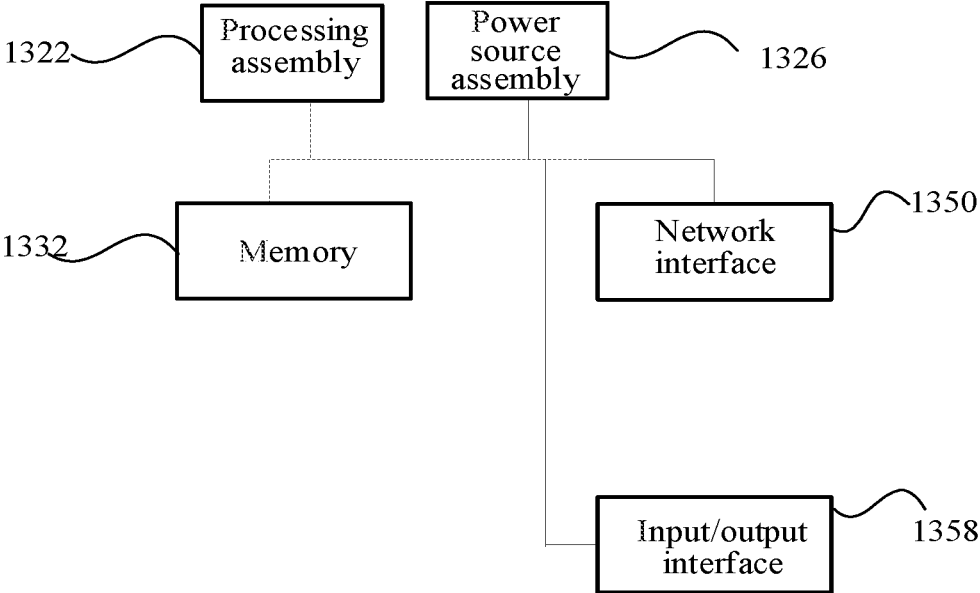 1322
Processing
assembly
Power
source
assembly
1326
1332
Memory
Network
interface
1350
Input/output
interface
1358